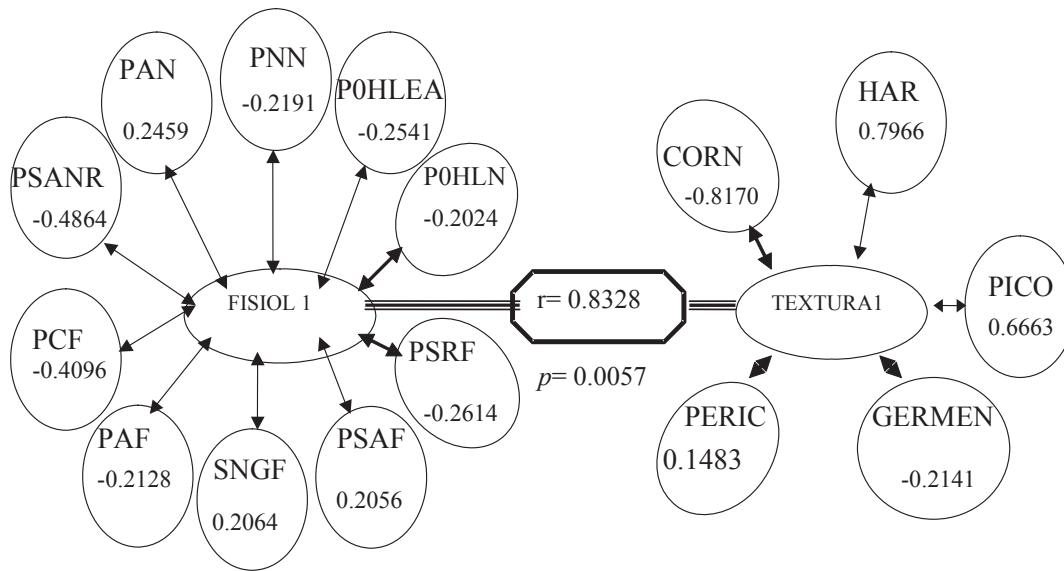 PAN
0.2459
PNN
-0.2191
P0HLEA
-0.2541
P0HLN
-0.2024
PSANR
-0.4864
FISIOL 1
PCF
-0.4096
PAF
-0.2128
SNGF
0.2064
PSAF
0.2056
PSRF
-0.2614
r= 0.8328
p= 0.0057
CORN
-0.8170
HAR
0.7966
TEXTURA1
PICO
0.6663
PERIC
0.1483
GERMEN
-0.2141